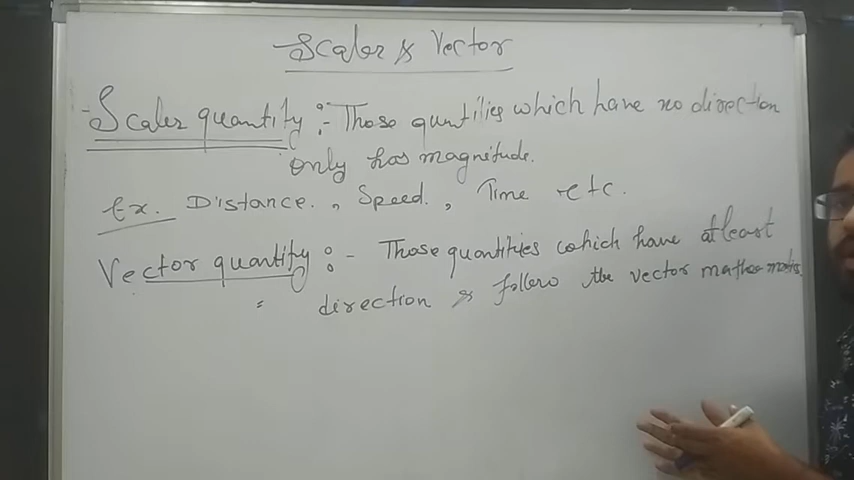 Scaler & Vector
Scaler quantity :- Those quntities which have no direction
only has magnitude.
Ex. Distance. , Speed. , Time etc.
Vector quantity :- Those quantities which have atleast
direction & follow the vector mathematics.